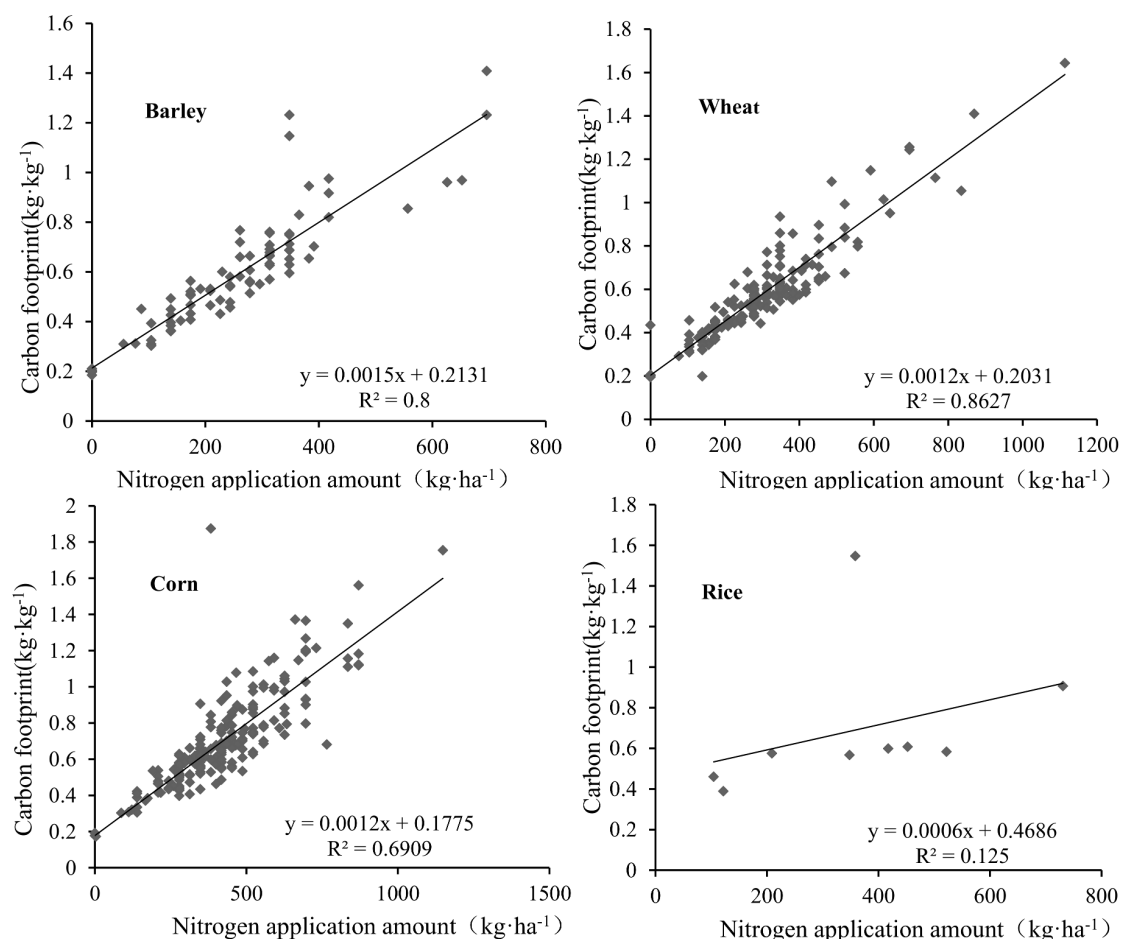 Carbon footprint(kg·kg⁻¹)
1.6
1.4
1.2
1
0.8
0.6
0.4
0.2
0
Barley
y = 0.0015x + 0.2131
R² = 0.8
0 200 400 600 800
Nitrogen application amount（kg·ha⁻¹）
Carbon footprint(kg·kg⁻¹)
1.8
1.6
1.4
1.2
1
0.8
0.6
0.4
0.2
0
Wheat
y = 0.0012x + 0.2031
R² = 0.8627
0 200 400 600 800 1000 1200
Nitrogen application amount（kg·ha⁻¹）
Carbon footprint(kg·kg⁻¹)
2
1.8
1.6
1.4
1.2
1
0.8
0.6
0.4
0.2
0
Corn
y = 0.0012x + 0.1775
R² = 0.6909
0 500 1000 1500
Nitrogen application amount（kg·ha⁻¹）
Carbon footprint(kg·kg⁻¹)
1.8
1.6
1.4
1.2
1
0.8
0.6
0.4
0.2
0
Rice
y = 0.0006x + 0.4686
R² = 0.125
0 200 400 600 800
Nitrogen application amount（kg·ha⁻¹）